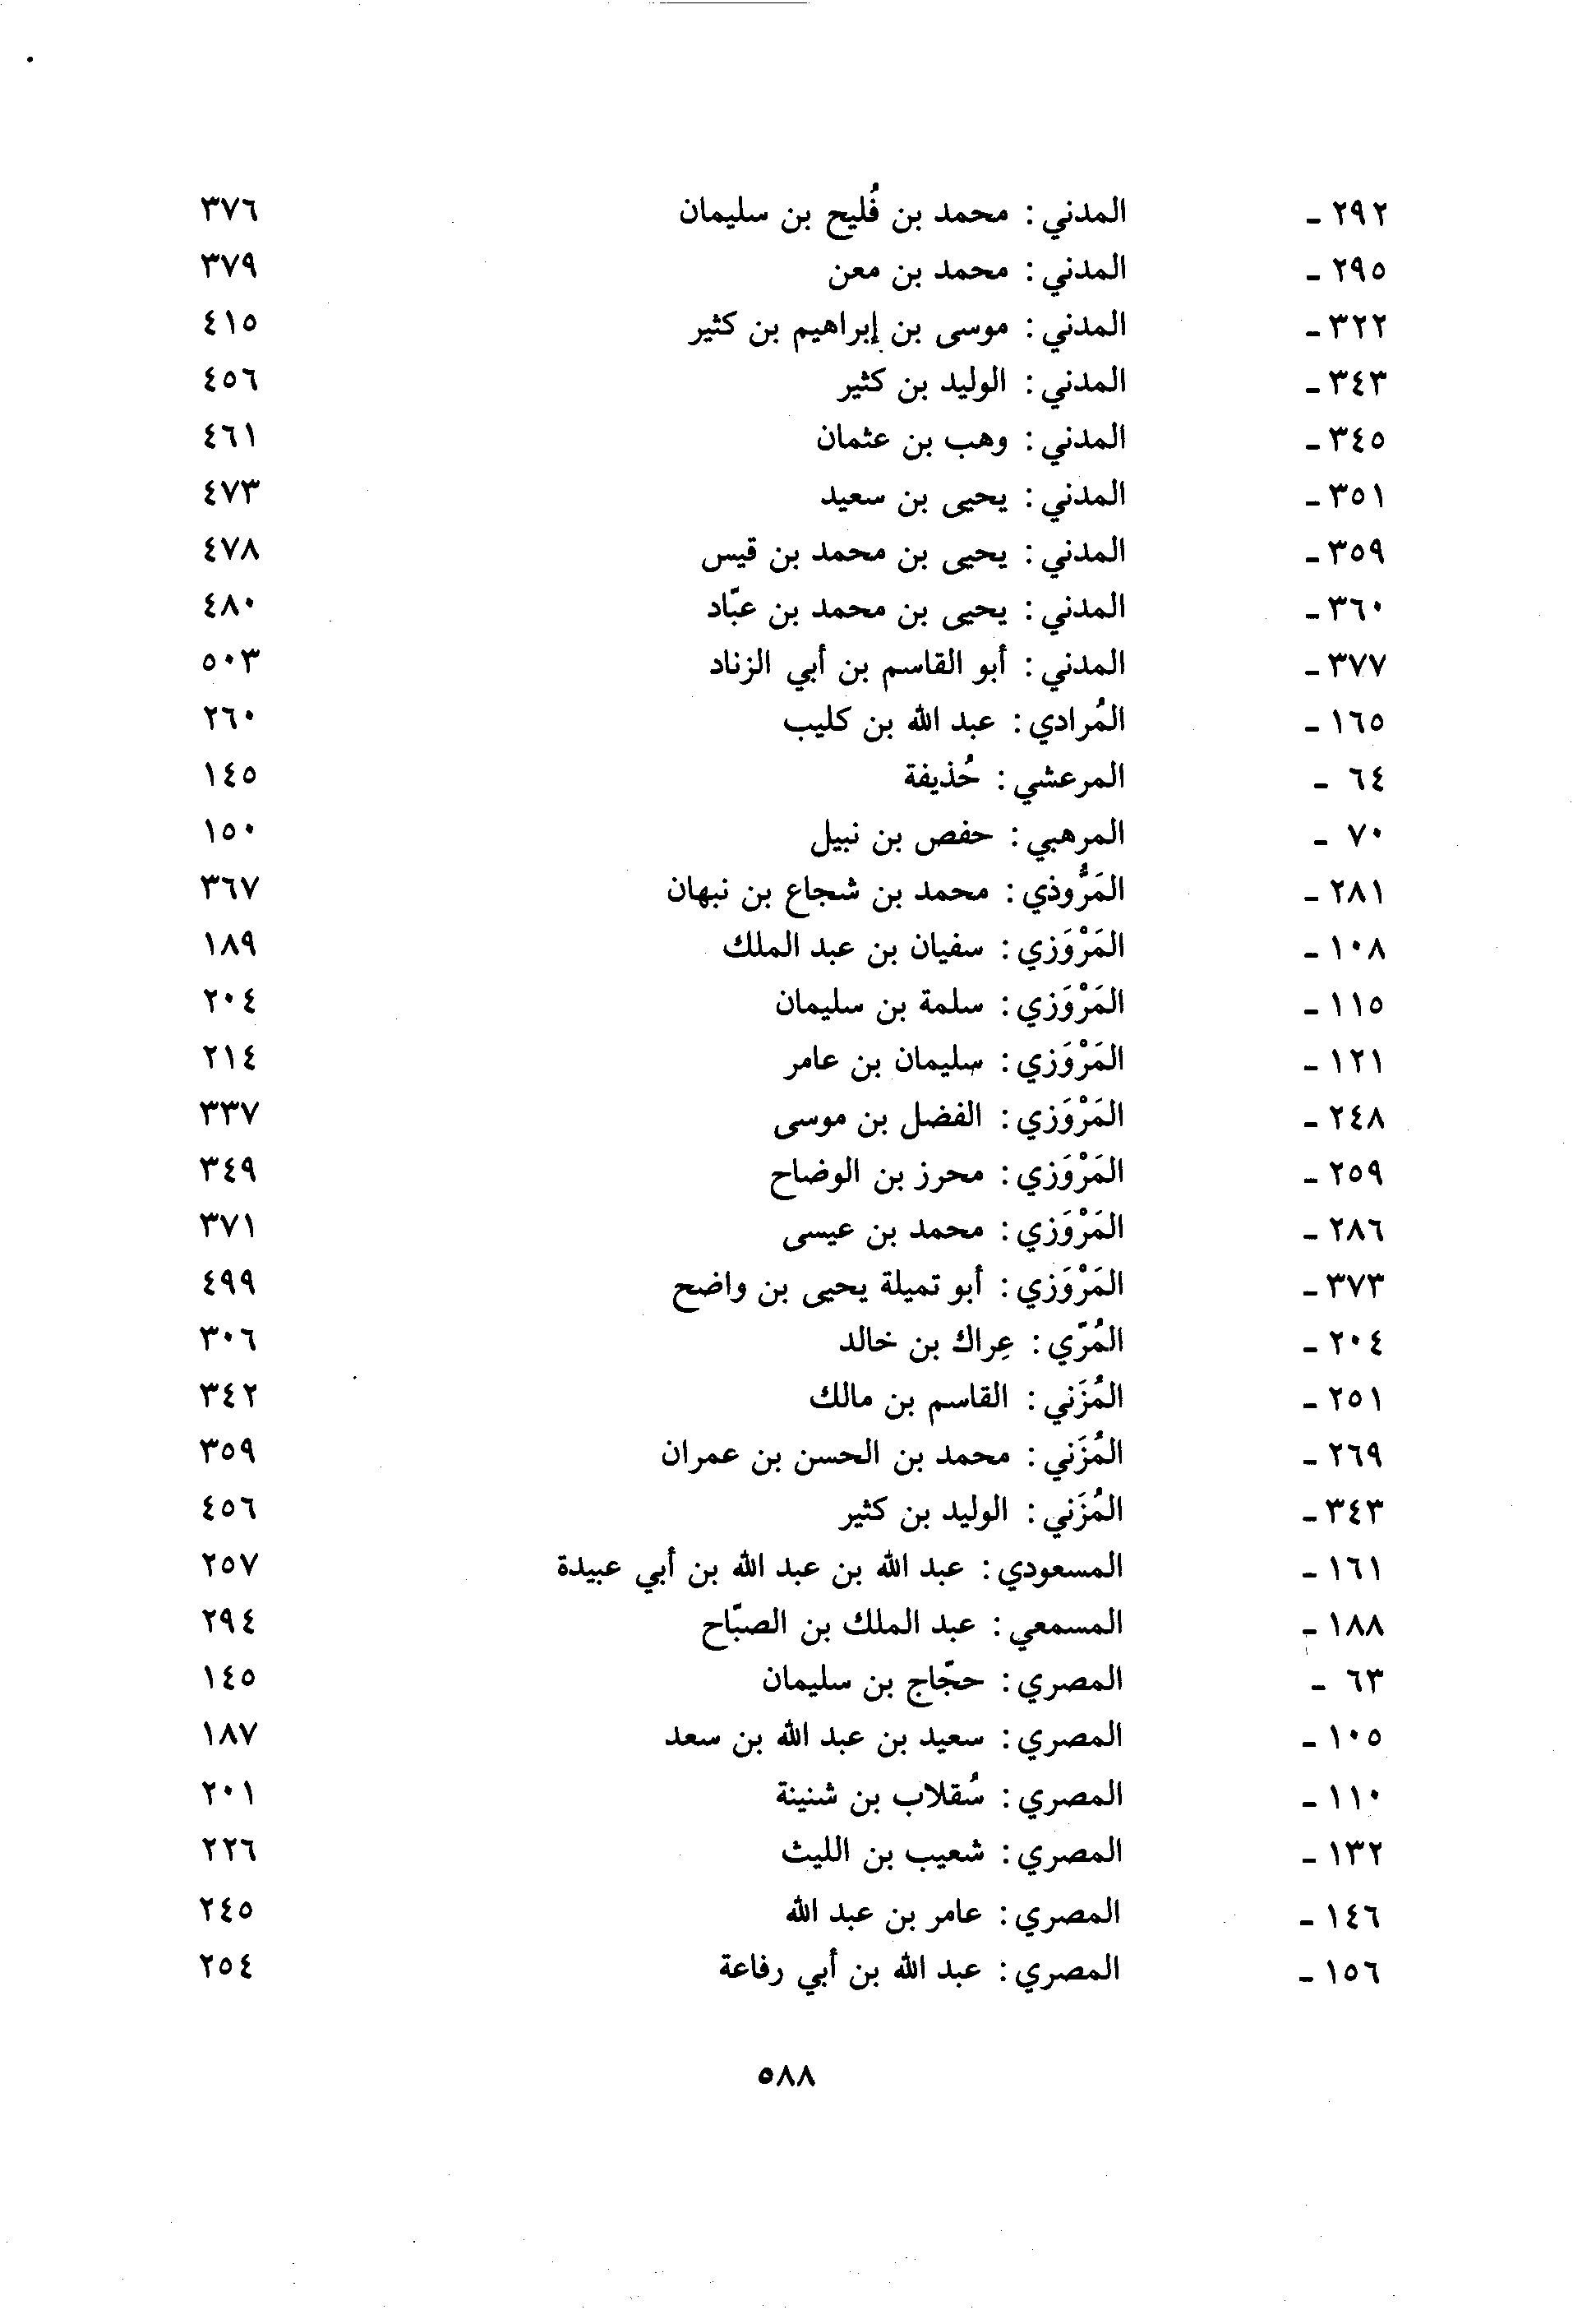 ٢٩٢ - المدني : محمد بن فُليح بن سليمان ٣٧٦
٢٩٥ - المدني : محمد بن معن ٣٧٩
٣٢٢ - المدني : موسى بن إبراهيم بن كثير ٤١٥
٣٤٣ - المدني : الوليد بن كثير ٤٥٦
٣٤٥ - المدني : وهب بن عثمان ٤٦١
٣٥١ - المدني : يحيى بن سعيد ٤٧٣
٣٥٩ - المدني : يحيى بن محمد بن قيس ٤٧٨
٣٦٠ - المدني : يحيى بن محمد بن عبّاد ٤٨٠
٣٧٧ - المدني : أبو القاسم بن أبي الزناد ٥٠٣
١٦٥ - المُرادي : عبد الله بن كليب ٢٦٠
٦٤ - المرعشي : حُذيفة ١٤٥
٧٠ - المرهبي : حفص بن نبيل ١٥٠
٢٨١ - المَرُّوذي : محمد بن شجاع بن نبهان ٣٦٧
١٠٨ - المَرْوَزي : سفيان بن عبد الملك ١٨٩
١١٥ - المَرْوَزي : سلمة بن سليمان ٢٠٤
١٢١ - المَرْوَزي : سليمان بن عامر ٢١٤
٢٤٨ - المَرْوَزي : الفضل بن موسى ٣٣٧
٢٥٩ - المَرْوَزي : محرز بن الوضاح ٣٤٩
٢٨٦ - المَرْوَزي : محمد بن عيسى ٣٧١
٣٧٣ - المَرْوَزي : أبو تميلة يحيى بن واضح ٤٩٩
٢٠٤ - المُرّي : عِراك بن خالد ٣٠٦
٢٥١ - المُزَني : القاسم بن مالك ٣٤٢
٢٦٩ - المُزَني : محمد بن الحسن بن عمران ٣٥٩
٣٤٣ - المُزَني : الوليد بن كثير ٤٥٦
١٦١ - المسعودي : عبد الله بن عبد الله بن أبي عبيدة ٢٥٧
١٨٨ - المسمعي : عبد الملك بن الصبّاح ٢٩٤
٦٣ - المصري : حجّاج بن سليمان ١٤٥
١٠٥ - المصري : سعيد بن عبد الله بن سعد ١٨٧
١١٠ - المصري : سُقلاب بن شنينة ٢٠١
١٣٢ - المصري : شعيب بن الليث ٢٢٦
١٤٦ - المصري : عامر بن عبد الله ٢٤٥
١٥٦ - المصري : عبد الله بن أبي رفاعة ٢٥٤
٥٨٨